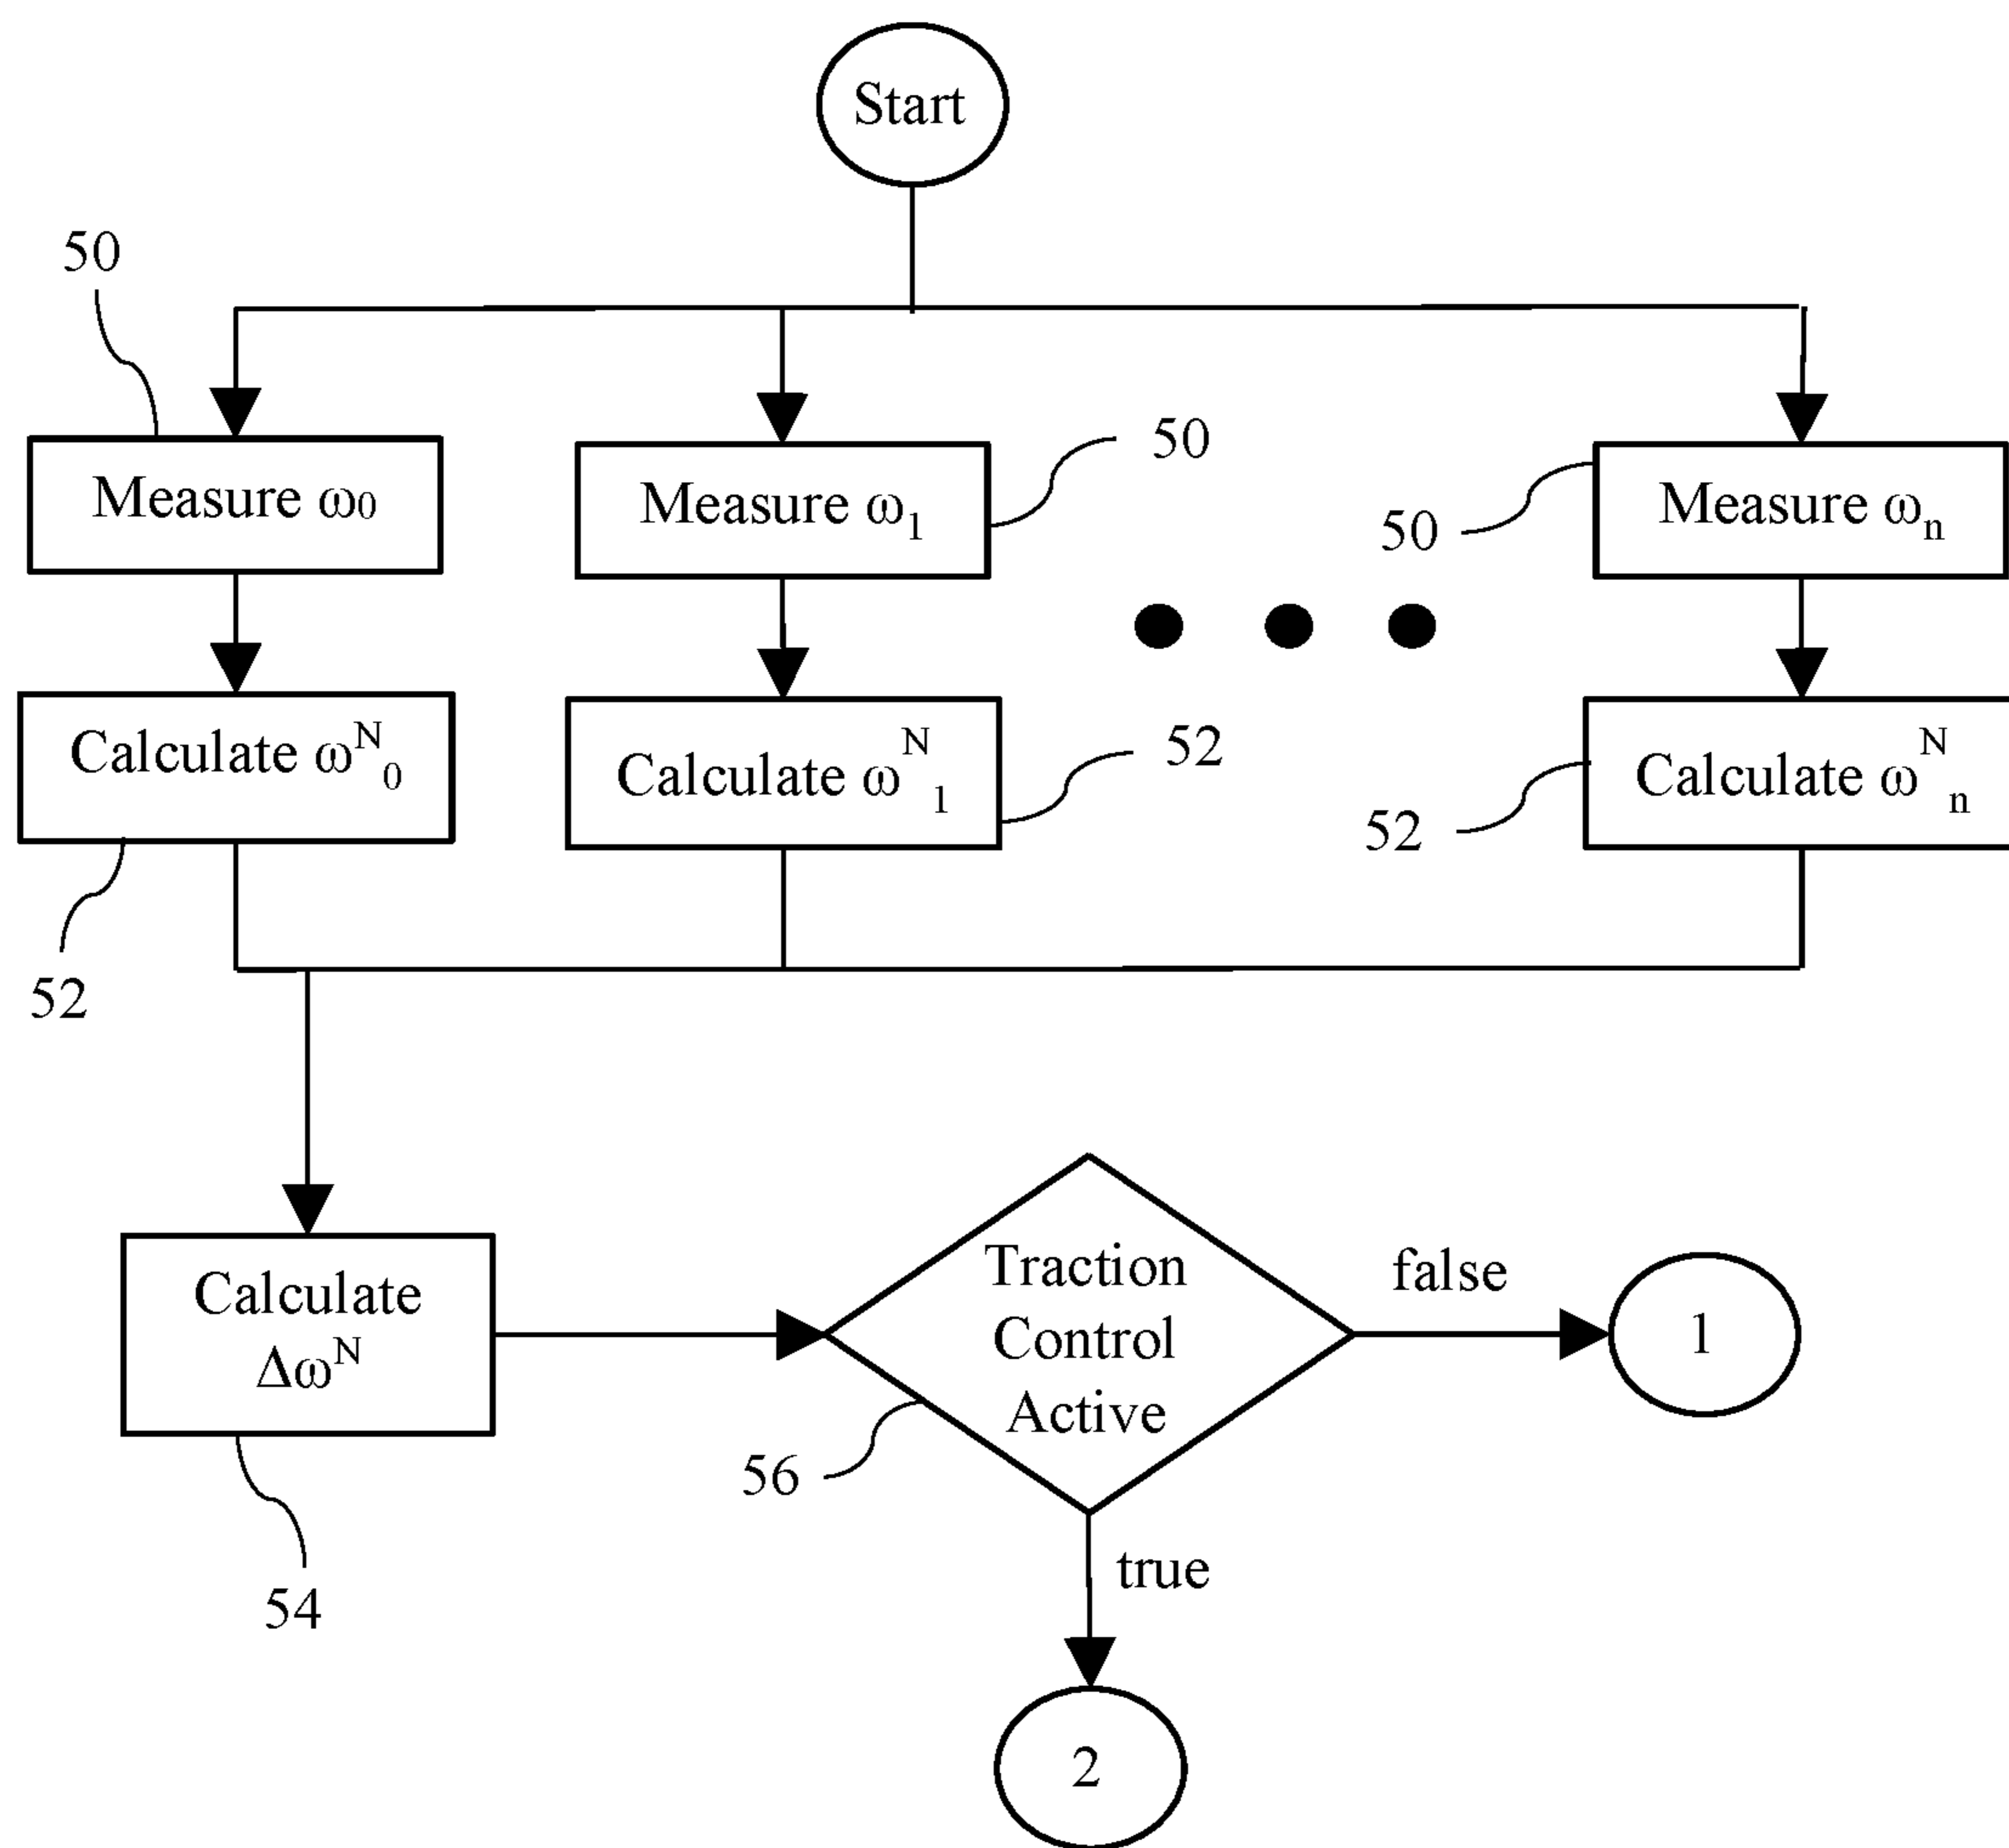 Start
50
Measure ω0
Measure ω₁
50
50
Measure ωₙ
Calculate ωᴺ₀
Calculate ωᴺ₁
52
52
Calculate ωᴺₙ
52
Calculate
Δωᴺ
54
Traction
Control
Active
56
false
1
true
2